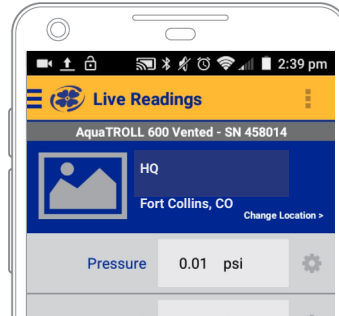 2:39 pm
Live Readings
AquaTROLL 600 Vented - SN 458014
HQ
Fort Collins, CO
Change Location >
Pressure 0.01 psi